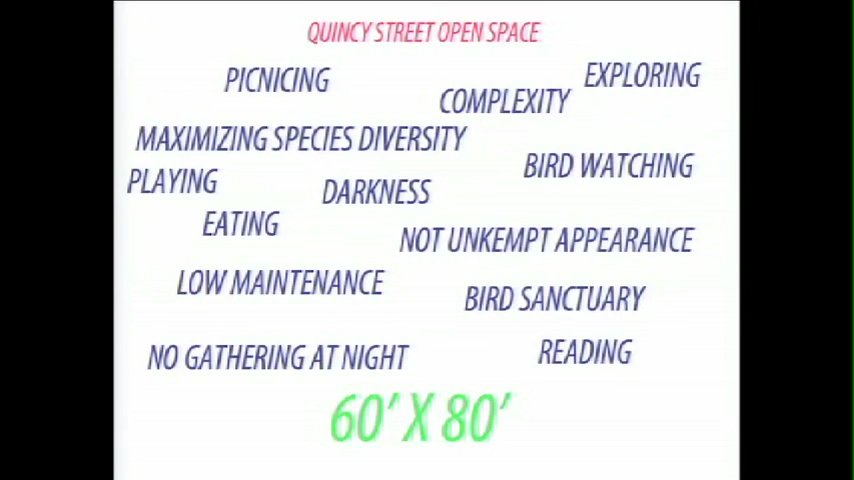 QUINCY STREET OPEN SPACE
PICNICING
EXPLORING
COMPLEXITY
MAXIMIZING SPECIES DIVERSITY
BIRD WATCHING
PLAYING
DARKNESS
EATING
NOT UNKEMPT APPEARANCE
LOW MAINTENANCE
BIRD SANCTUARY
NO GATHERING AT NIGHT
READING
60' X 80'